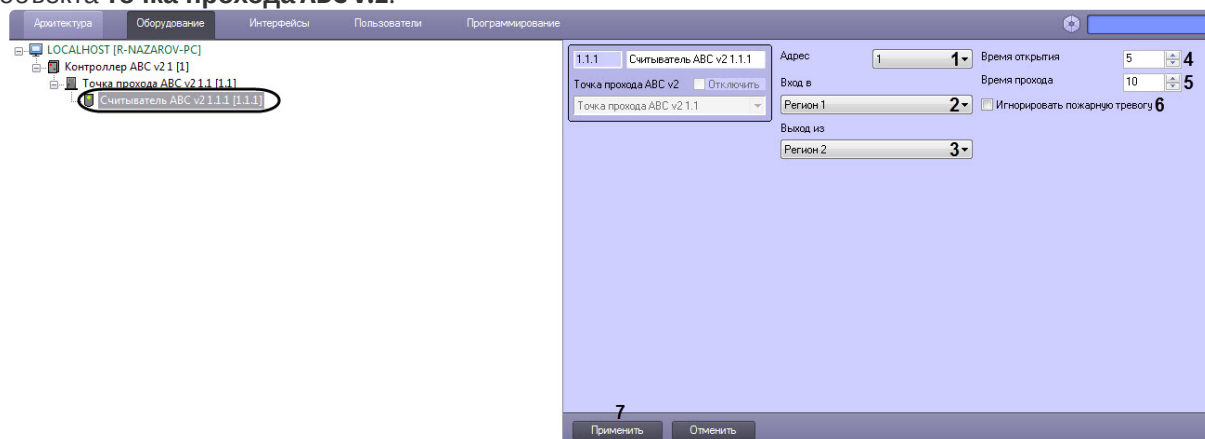 объекта Точка прохода ABC v.2.
Архитектура Оборудование Интерфейсы Пользователи Программирование
LOCALHOST [R-NAZAROV-PC]
Контроллер ABC v2 1 [1]
Точка прохода ABC v2 1.1 [1.1]
Считыватель ABC v2 1.1.1 [1.1.1]
1.1.1 Считыватель ABC v2 1.1.1
Точка прохода ABC v2 Отключить
Точка прохода ABC v2 1.1
Адрес 1 1
Вход в
Регион 1 2
Выход из
Регион 2 3
Время открытия 5 4
Время прохода 10 5
Игнорировать пожарную тревогу 6
7
Применить Отменить